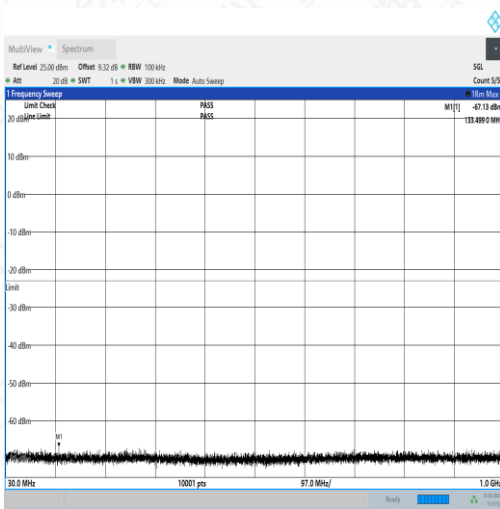 MultiView Spectrum
Ref Level 25.00 dBm Offset 9.32 dB RBW 100 kHz SGL
Att 20 dB SWT 1 s VBW 300 kHz Mode Auto Sweep Count 5/5
1 Frequency Sweep 1Rm Max
Limit Check PASS M1[1] -67.13 dBm
Line Limit PASS 133.4990 MH
20 dBm
10 dBm
0 dBm
-10 dBm
-20 dBm
Limit
-30 dBm
-40 dBm
-50 dBm
-60 dBm
M1
30.0 MHz 10001 pts 97.0 MHz/ 1.0 GHz
Ready